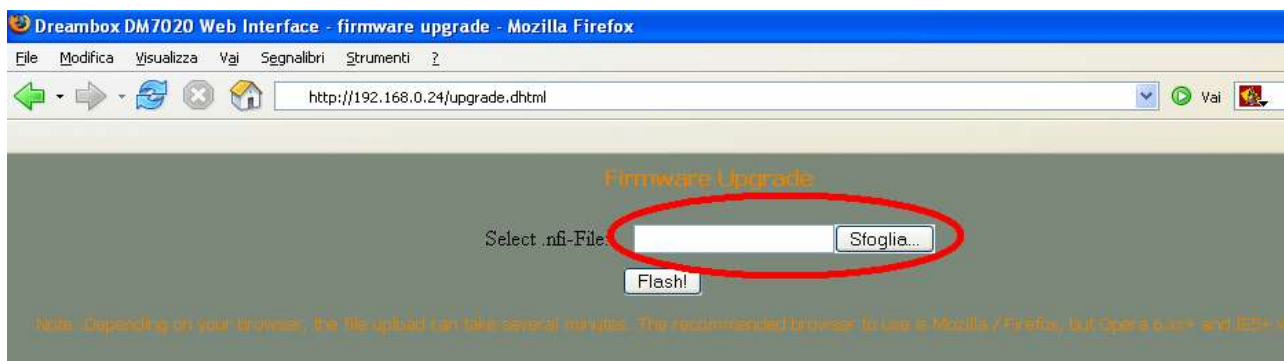 Dreambox DM7020 Web Interface - firmware upgrade - Mozilla Firefox
File Modifica Visualizza Vai Segnalibri Strumenti ?
http://192.168.0.24/upgrade.dhtml Vai
Firmware Upgrade
Select .nfi-File: Sfoglia...
Flash!
Note: Depending on your browser, the file upload can take several minutes. The recommended browser to use is Mozilla / Firefox, but Opera 6.xx+ and IE5+